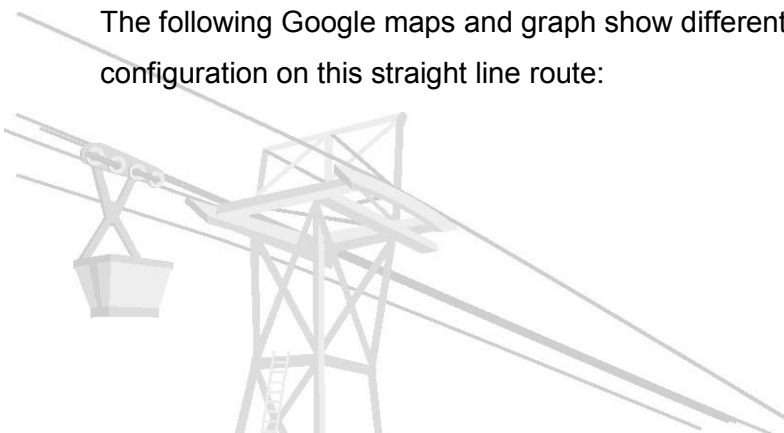 The following Google maps and graph show different
configuration on this straight line route: